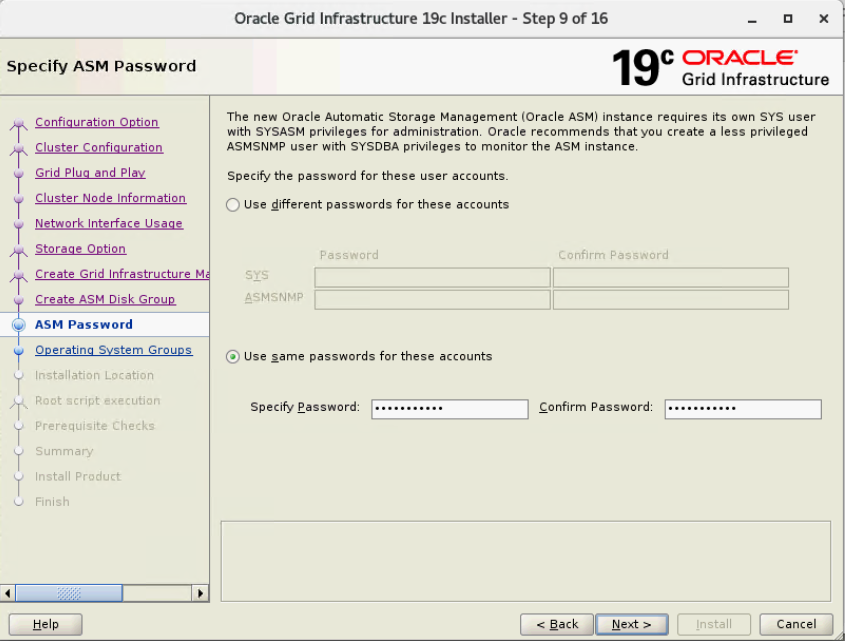 Oracle Grid Infrastructure 19c Installer - Step 9 of 16
Specify ASM Password
19c ORACLE
Grid Infrastructure
Configuration Option
Cluster Configuration
Grid Plug and Play
Cluster Node Information
Network Interface Usage
Storage Option
Create Grid Infrastructure Ma
Create ASM Disk Group
ASM Password
Operating System Groups
Installation Location
Root script execution
Prerequisite Checks
Summary
Install Product
Finish
The new Oracle Automatic Storage Management (Oracle ASM) instance requires its own SYS user
with SYSASM privileges for administration. Oracle recommends that you create a less privileged
ASMSNMP user with SYSDBA privileges to monitor the ASM instance.
Specify the password for these user accounts.
Use different passwords for these accounts
Password Confirm Password
SYS
ASMSNMP
Use same passwords for these accounts
Specify Password: ••••••••••• Confirm Password: •••••••••••
Help < Back Next > Install Cancel